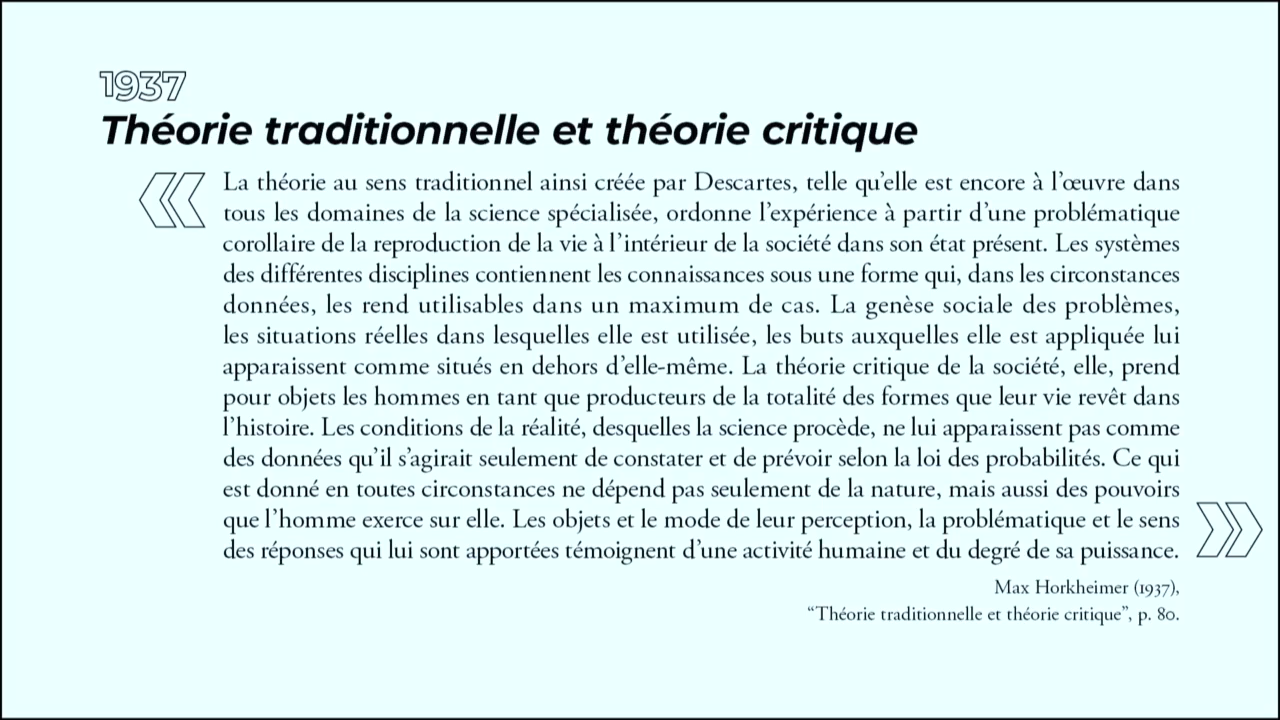 1937
Théorie traditionnelle et théorie critique
La théorie au sens traditionnel ainsi créée par Descartes, telle qu’elle est encore à l’œuvre dans
tous les domaines de la science spécialisée, ordonne l’expérience à partir d’une problématique
corollaire de la reproduction de la vie à l’intérieur de la société dans son état présent. Les systèmes
des différentes disciplines contiennent les connaissances sous une forme qui, dans les circonstances
données, les rend utilisables dans un maximum de cas. La genèse sociale des problèmes,
les situations réelles dans lesquelles elle est utilisée, les buts auxquelles elle est appliquée lui
apparaissent comme situés en dehors d’elle-même. La théorie critique de la société, elle, prend
pour objets les hommes en tant que producteurs de la totalité des formes que leur vie revêt dans
l’histoire. Les conditions de la réalité, desquelles la science procède, ne lui apparaissent pas comme
des données qu’il s’agirait seulement de constater et de prévoir selon la loi des probabilités. Ce qui
est donné en toutes circonstances ne dépend pas seulement de la nature, mais aussi des pouvoirs
que l’homme exerce sur elle. Les objets et le mode de leur perception, la problématique et le sens
des réponses qui lui sont apportées témoignent d’une activité humaine et du degré de sa puissance.
Max Horkheimer (1937),
“Théorie traditionnelle et théorie critique”, p. 80.